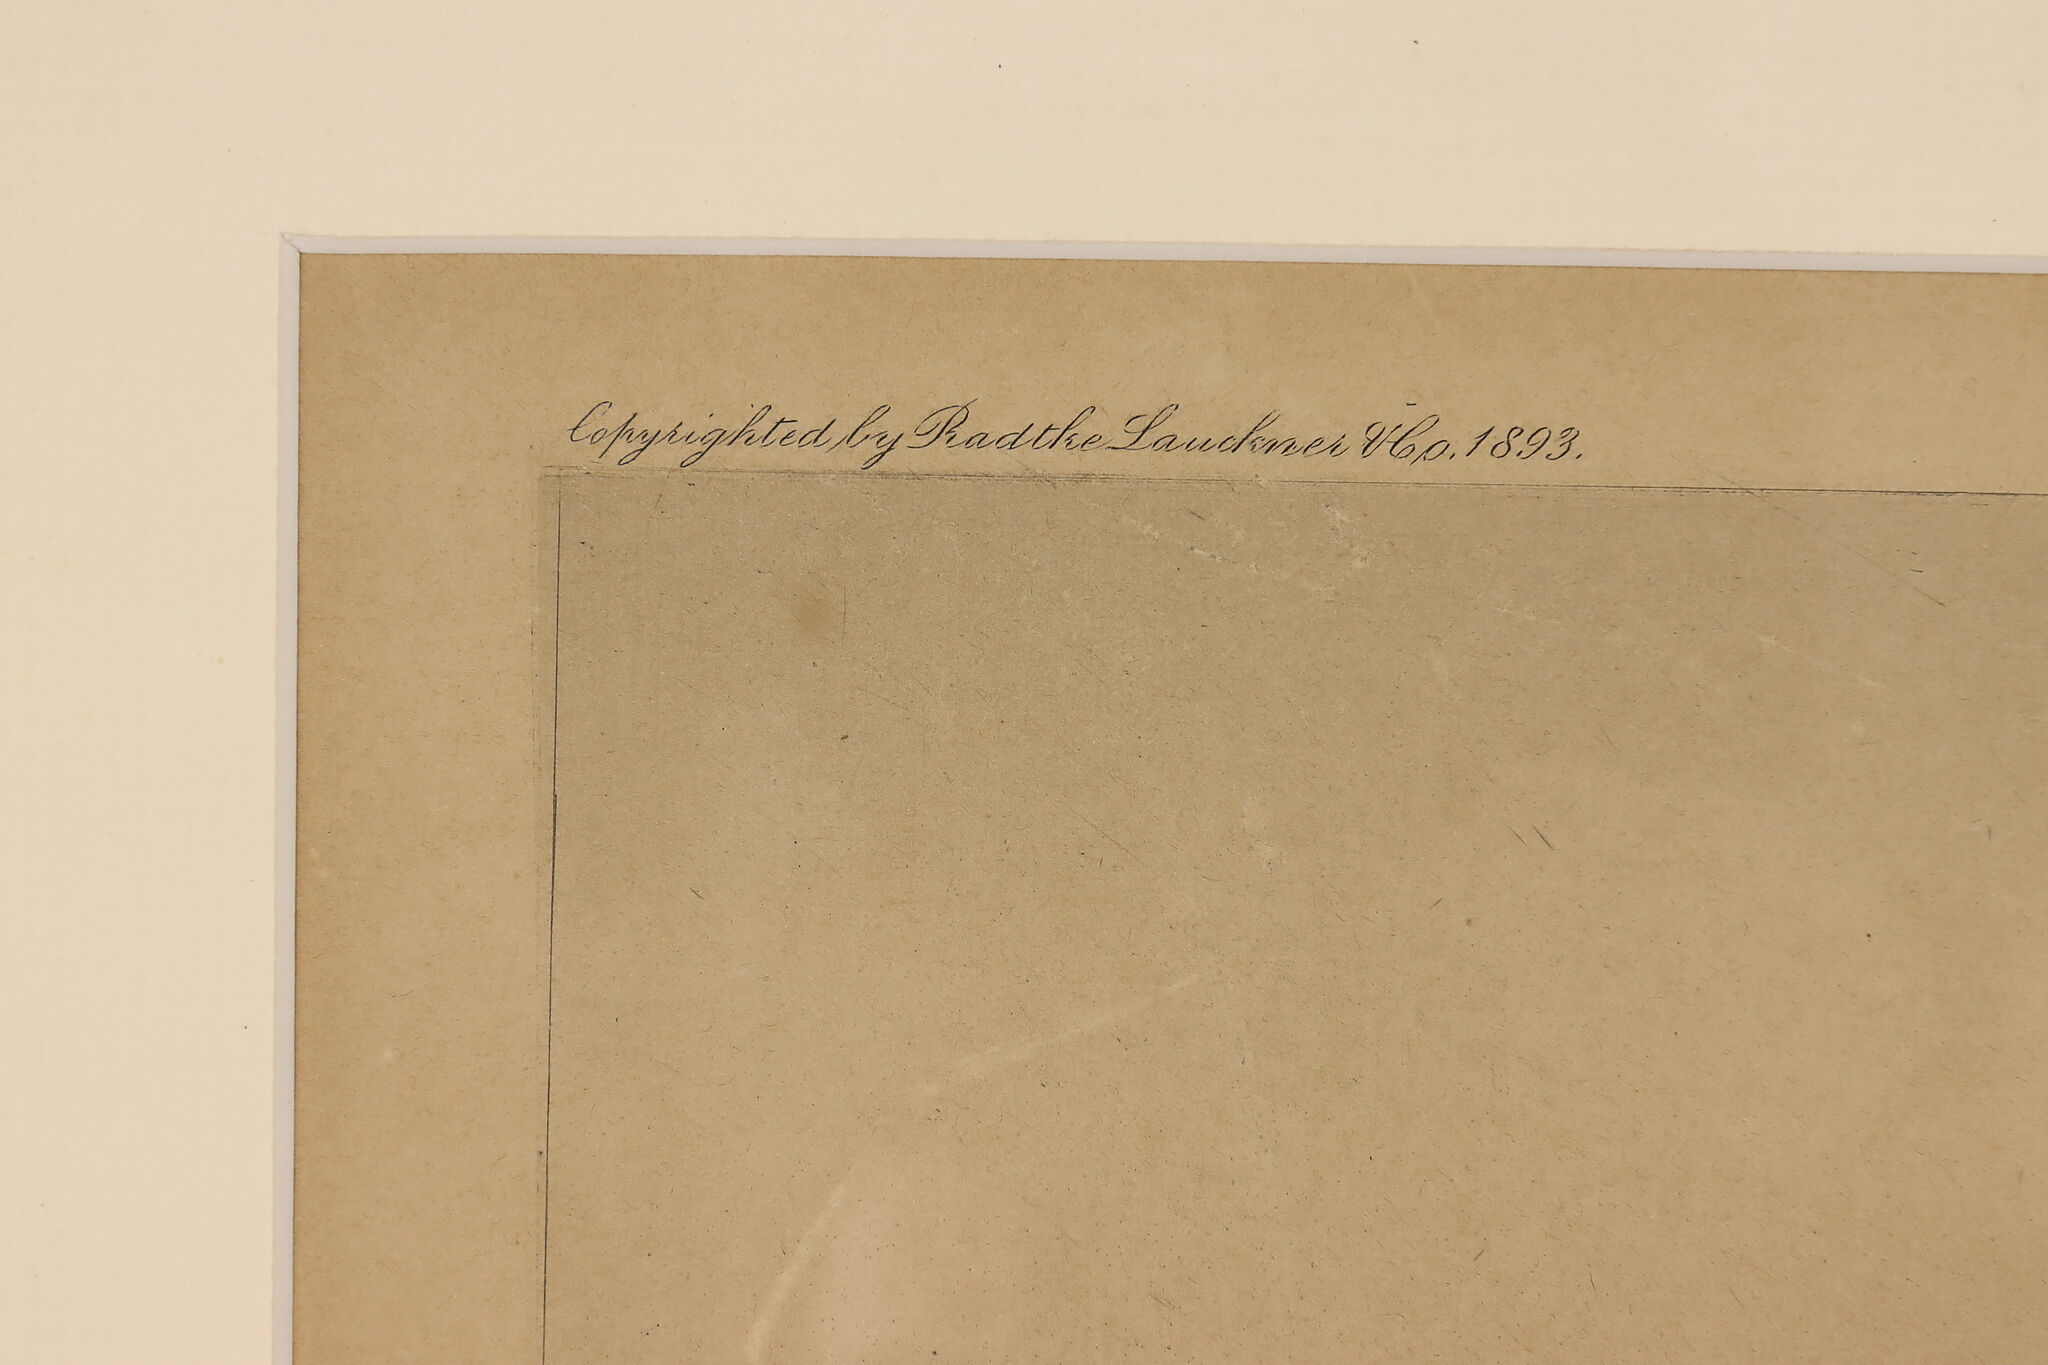 Copyrighted by Radtke Lauckner & Co. 1893.